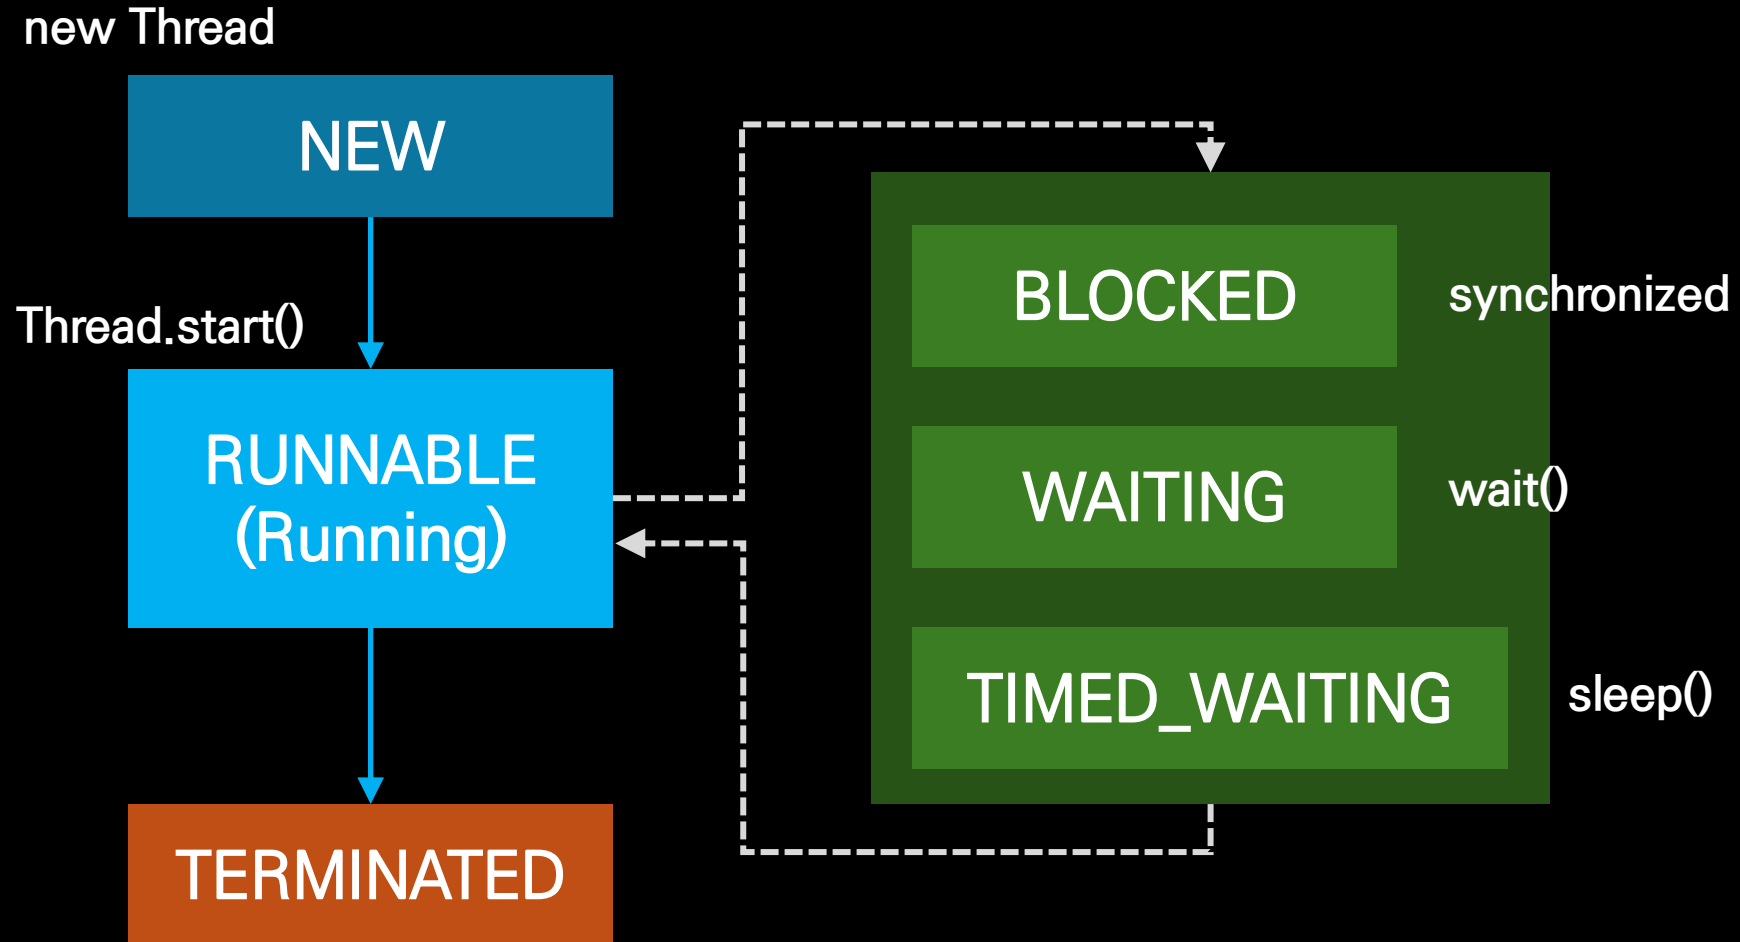 new Thread
NEW
Thread.start()
RUNNABLE
(Running)
TERMINATED
BLOCKED
synchronized
WAITING
wait()
TIMED_WAITING
sleep()